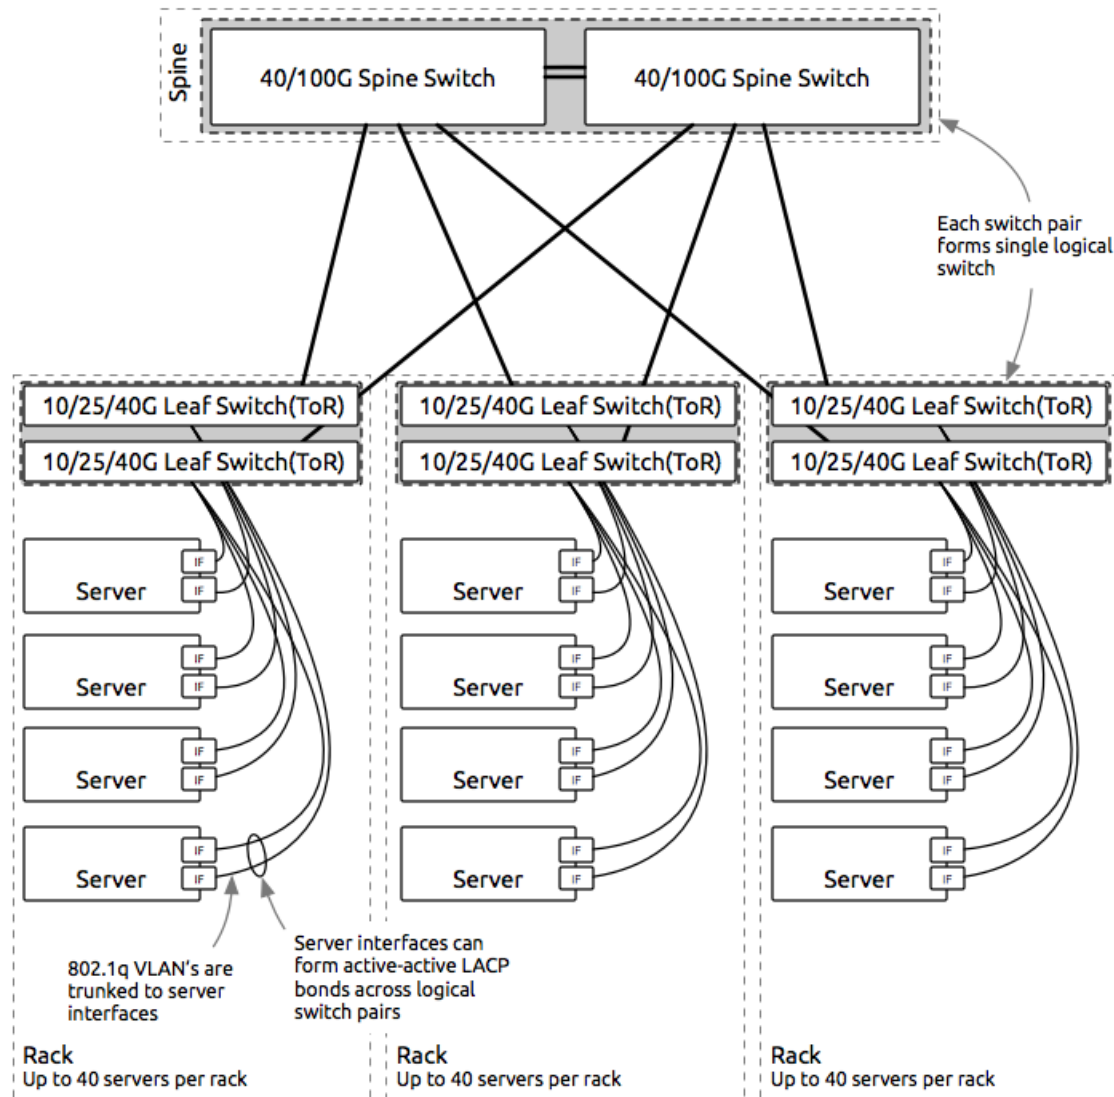 Spine
40/100G Spine Switch
40/100G Spine Switch
Each switch pair
forms single logical
switch
10/25/40G Leaf Switch(ToR)
10/25/40G Leaf Switch(ToR)
10/25/40G Leaf Switch(ToR)
10/25/40G Leaf Switch(ToR)
10/25/40G Leaf Switch(ToR)
10/25/40G Leaf Switch(ToR)
IF
IF
Server
IF
IF
Server
IF
IF
Server
IF
IF
Server
IF
IF
Server
IF
IF
Server
IF
IF
Server
IF
IF
Server
IF
IF
Server
IF
IF
Server
IF
IF
Server
IF
IF
Server
802.1q VLAN's are
trunked to server
interfaces
Server interfaces can
form active-active LACP
bonds across logical
switch pairs
Rack
Up to 40 servers per rack
Rack
Up to 40 servers per rack
Rack
Up to 40 servers per rack